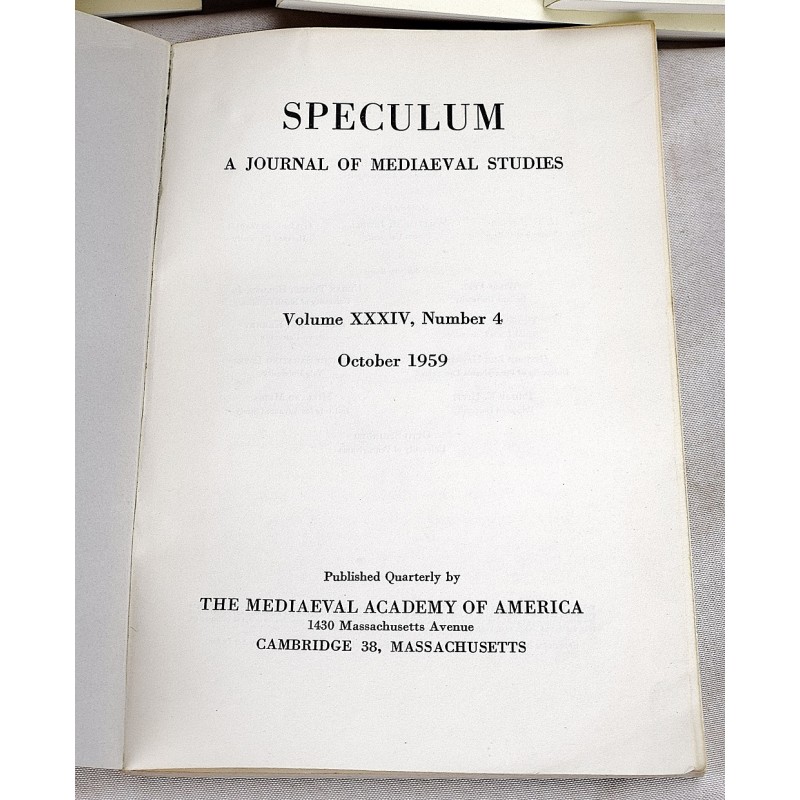 SPECULUM
A JOURNAL OF MEDIAEVAL STUDIES
Volume XXXIV, Number 4
October 1959
Published Quarterly by
THE MEDIAEVAL ACADEMY OF AMERICA
1430 Massachusetts Avenue
CAMBRIDGE 38, MASSACHUSETTS